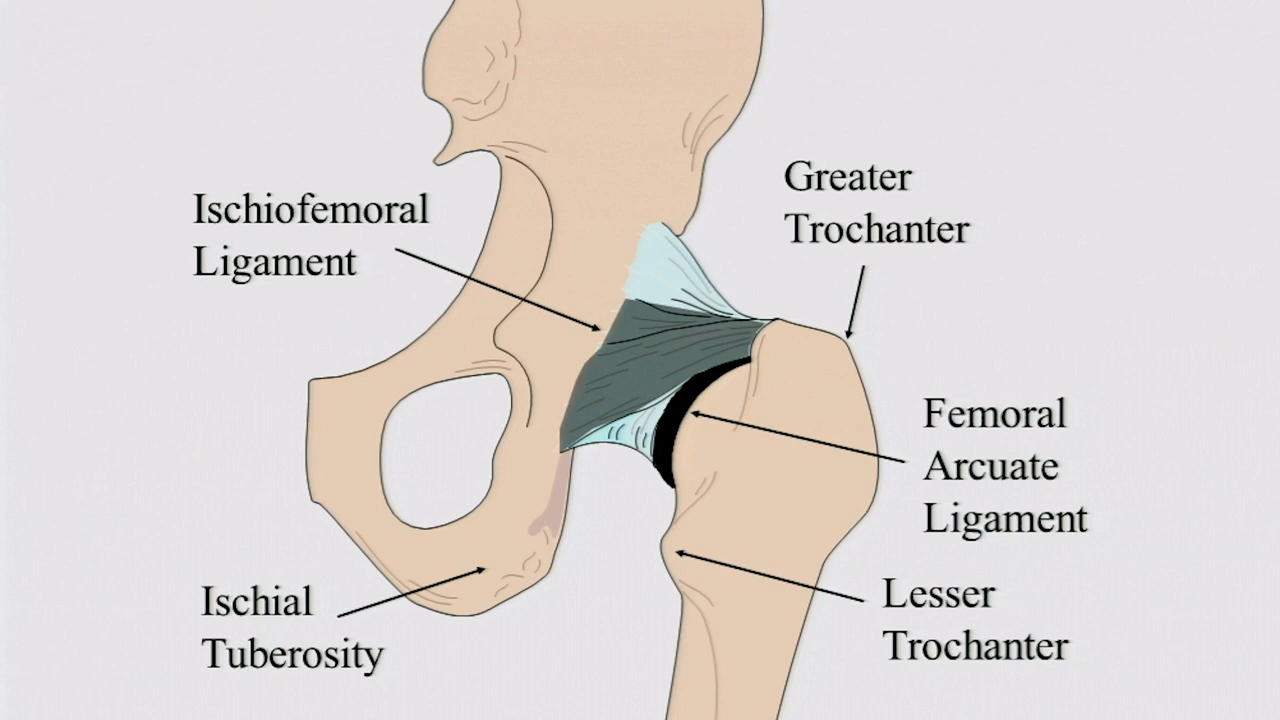 Ischiofemoral
Ligament
Greater
Trochanter
Femoral
Arcuate
Ligament
Ischial
Tuberosity
Lesser
Trochanter